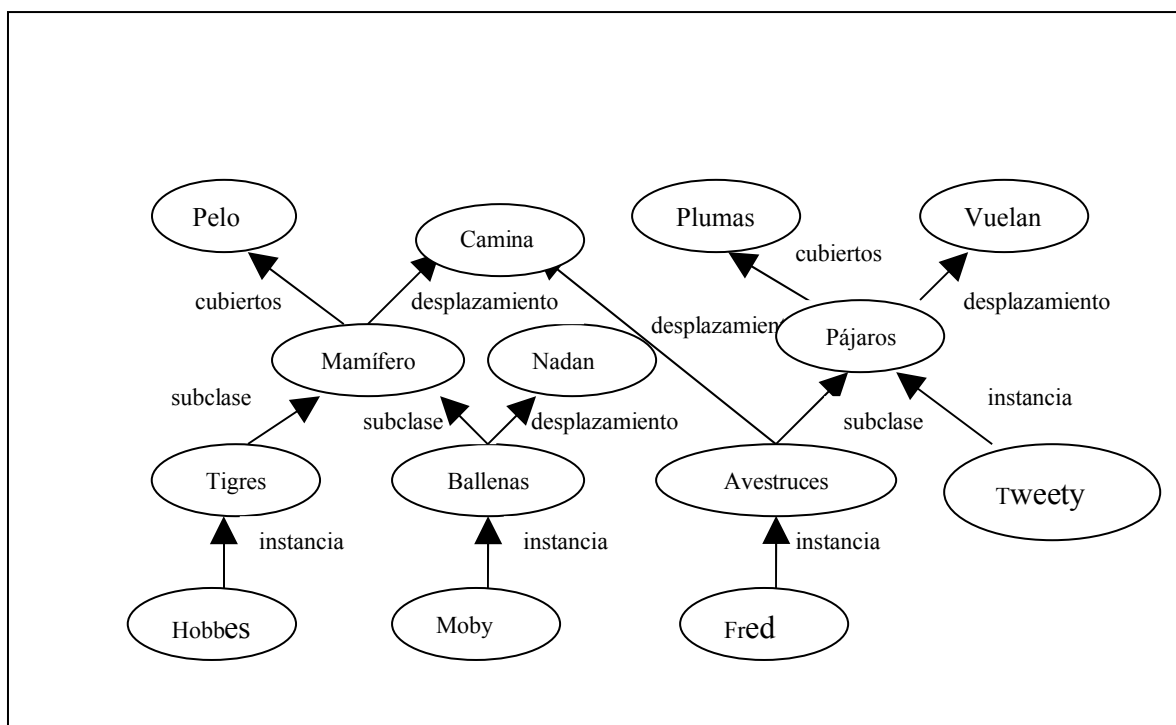 Pelo
Camina
Plumas
Vuelan
cubiertos
cubiertos
desplazamiento
desplazamiento
desplazamiento
Mamífero
Nadan
Pájaros
subclase
subclase
desplazamiento
subclase
instancia
Tigres
Ballenas
Avestruces
Tweety
instancia
instancia
instancia
Hobbes
Moby
Fred